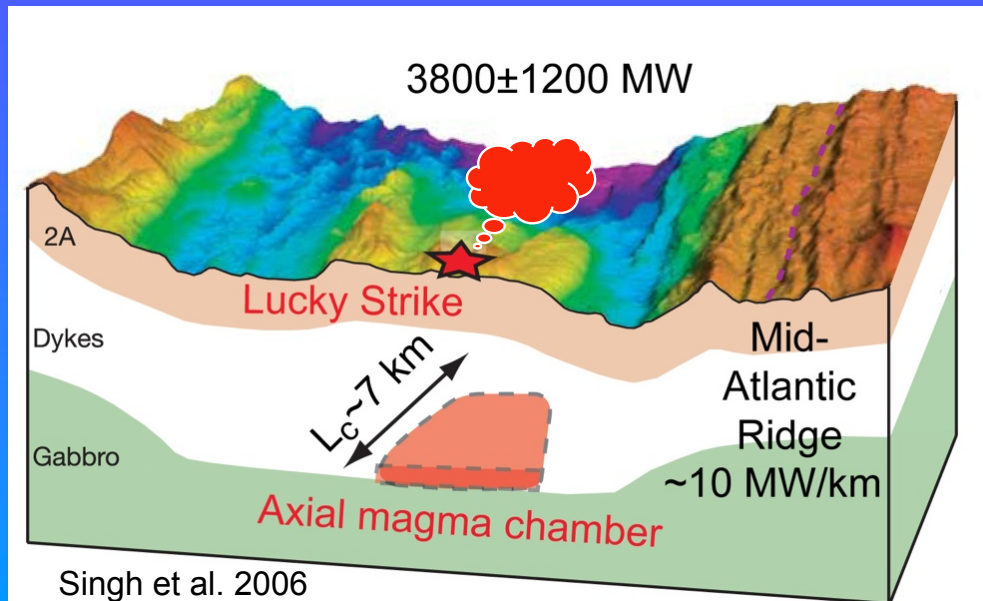 3800±1200 MW
2A
Lucky Strike
Dykes
Mid-
Atlantic
Ridge
~10 MW/km
Lc~7 km
Gabbro
Axial magma chamber
Singh et al. 2006